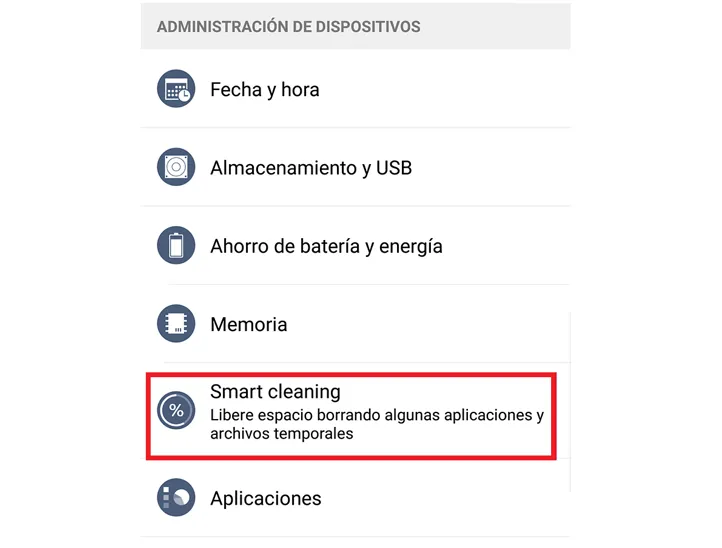 ADMINISTRACIÓN DE DISPOSITIVOS
Fecha y hora
Almacenamiento y USB
Ahorro de batería y energía
Memoria
%
Smart cleaning
Libere espacio borrando algunas aplicaciones y
archivos temporales
Aplicaciones